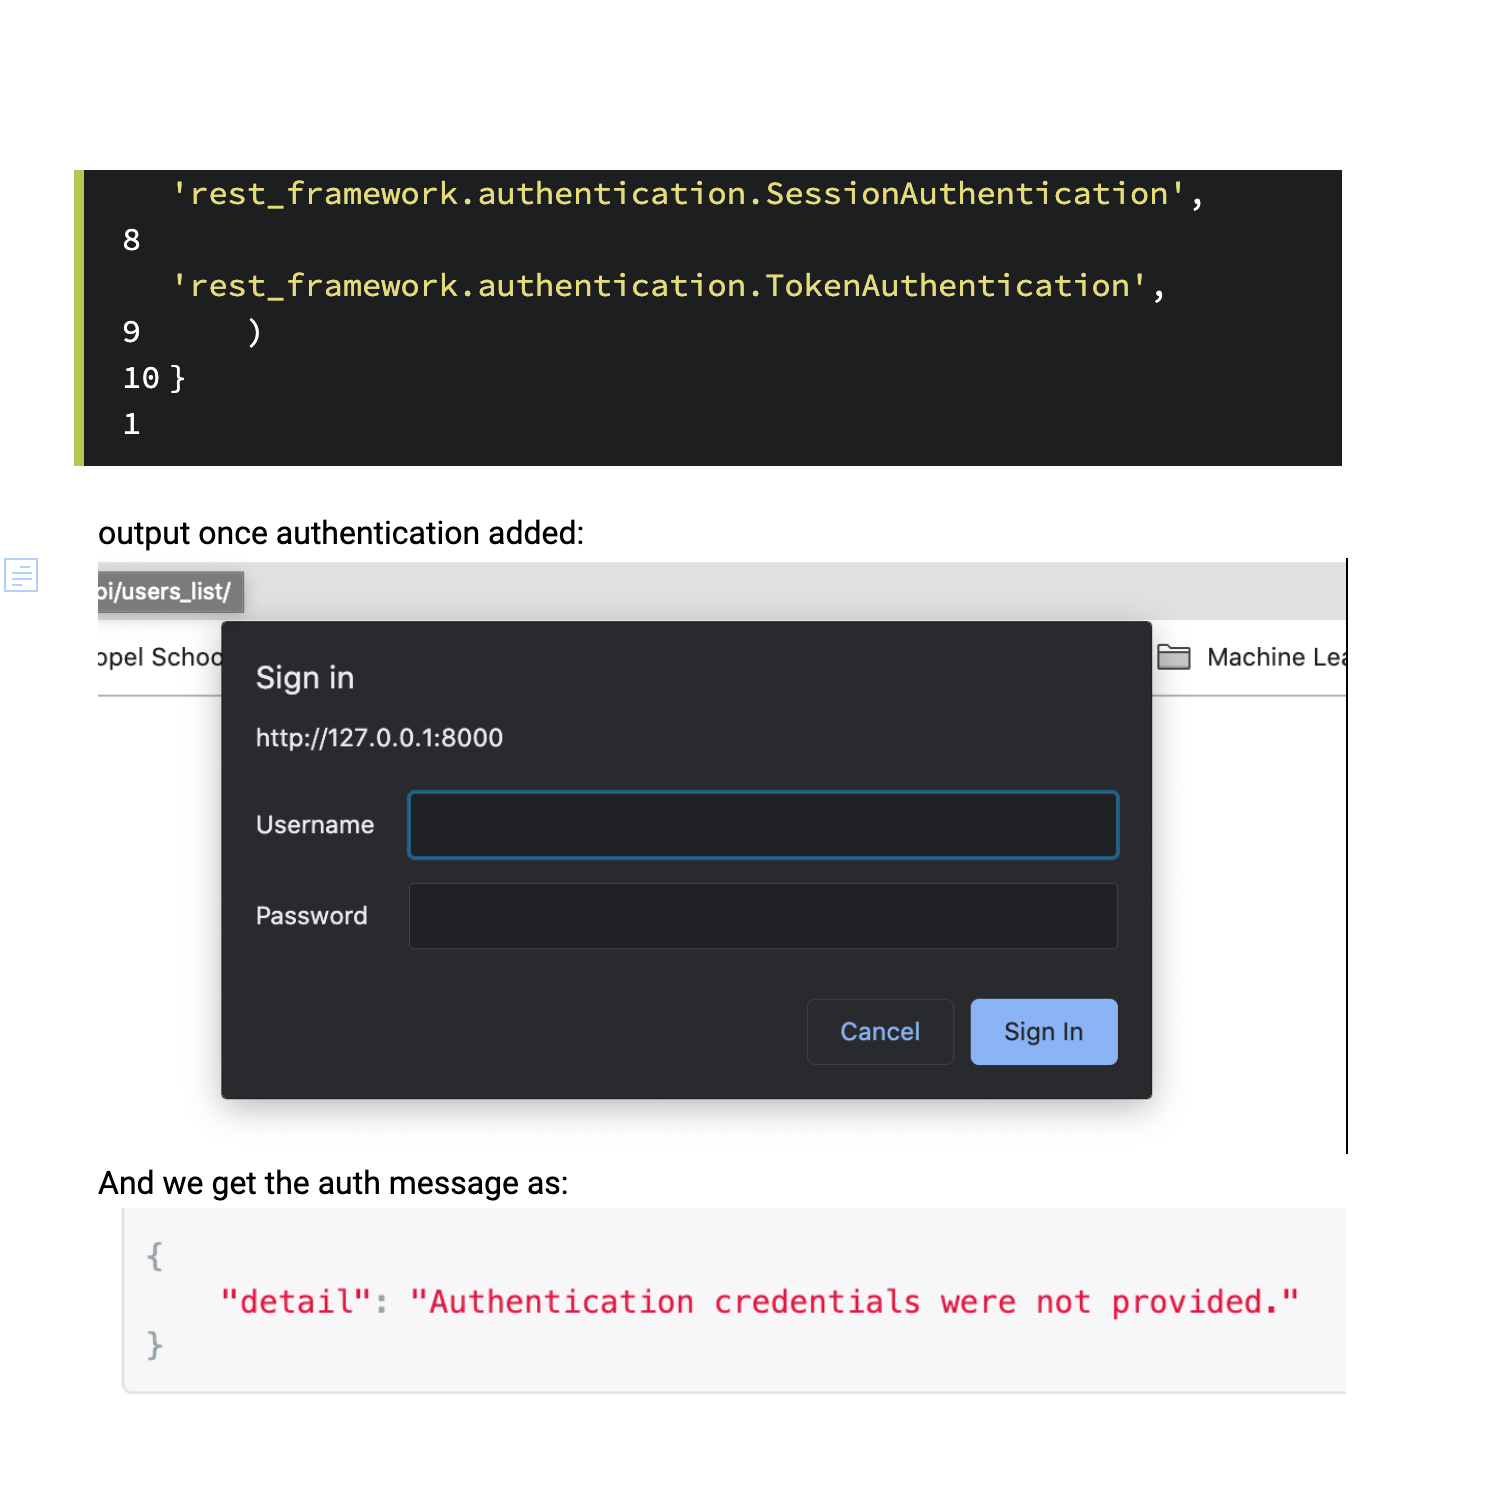 'rest_framework.authentication.SessionAuthentication',
8
'rest_framework.authentication.TokenAuthentication',
9 )
10 }
1
output once authentication added:
pi/users_list/
opel Schoo
Machine Lea
Sign in
http://127.0.0.1:8000
Username
Password
Cancel Sign In
And we get the auth message as:
{
"detail": "Authentication credentials were not provided."
}